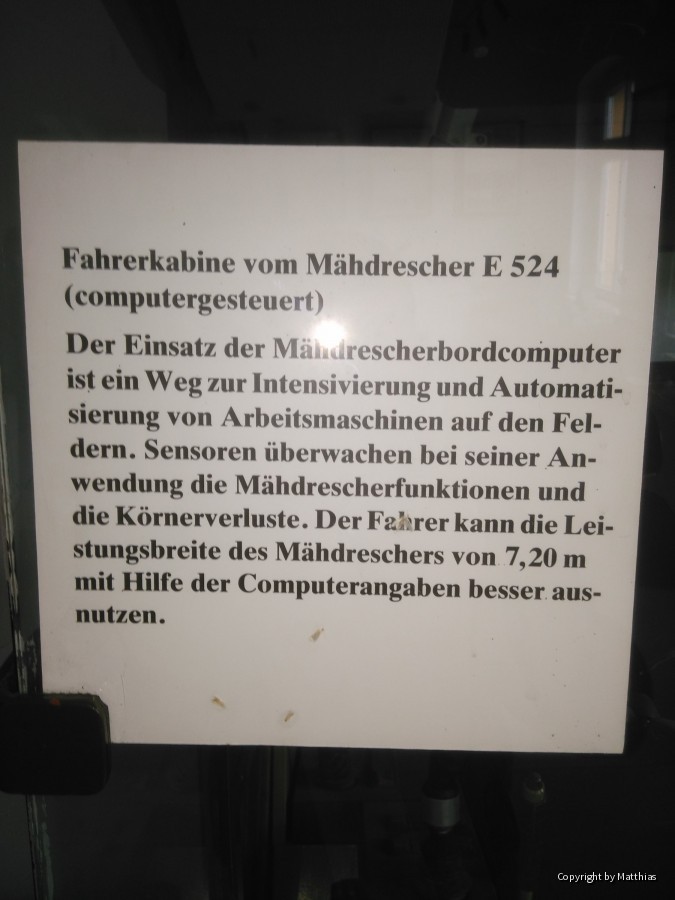 Fahrerkabine vom Mähdrescher E 524
(computergesteuert)
Der Einsatz der Mähdrescherbordcomputer
ist ein Weg zur Intensivierung und Automati-
sierung von Arbeitsmaschinen auf den Fel-
dern. Sensoren überwachen bei seiner An-
wendung die Mähdrescherfunktionen und
die Körnerverluste. Der Fahrer kann die Lei-
stungsbreite des Mähdreschers von 7,20 m
mit Hilfe der Computerangaben besser aus-
nutzen.
Copyright by Matthias